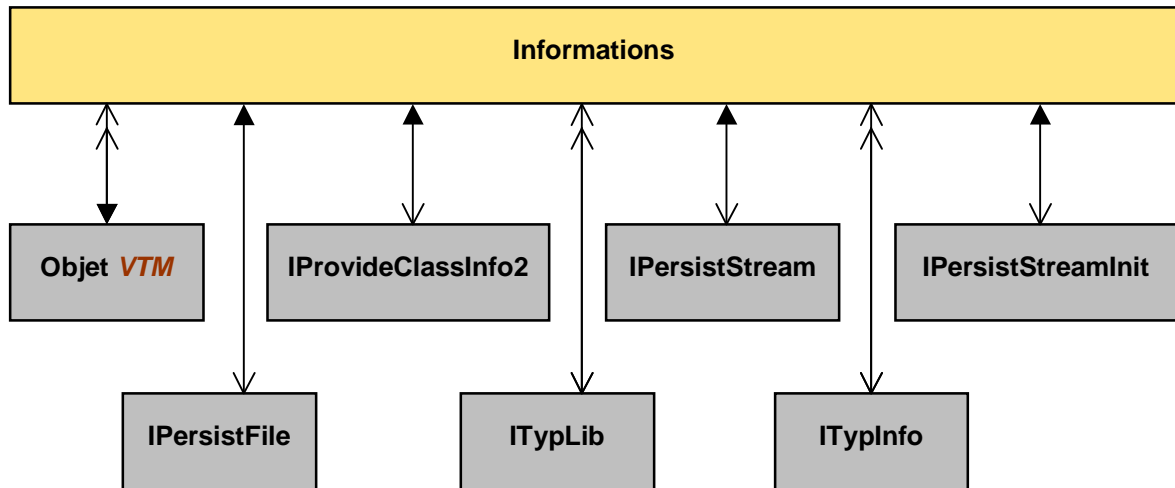 Informations
Objet VTM
IProvideClassInfo2
IPersistStream
IPersistStreamInit
IPersistFile
ITypLib
ITypInfo